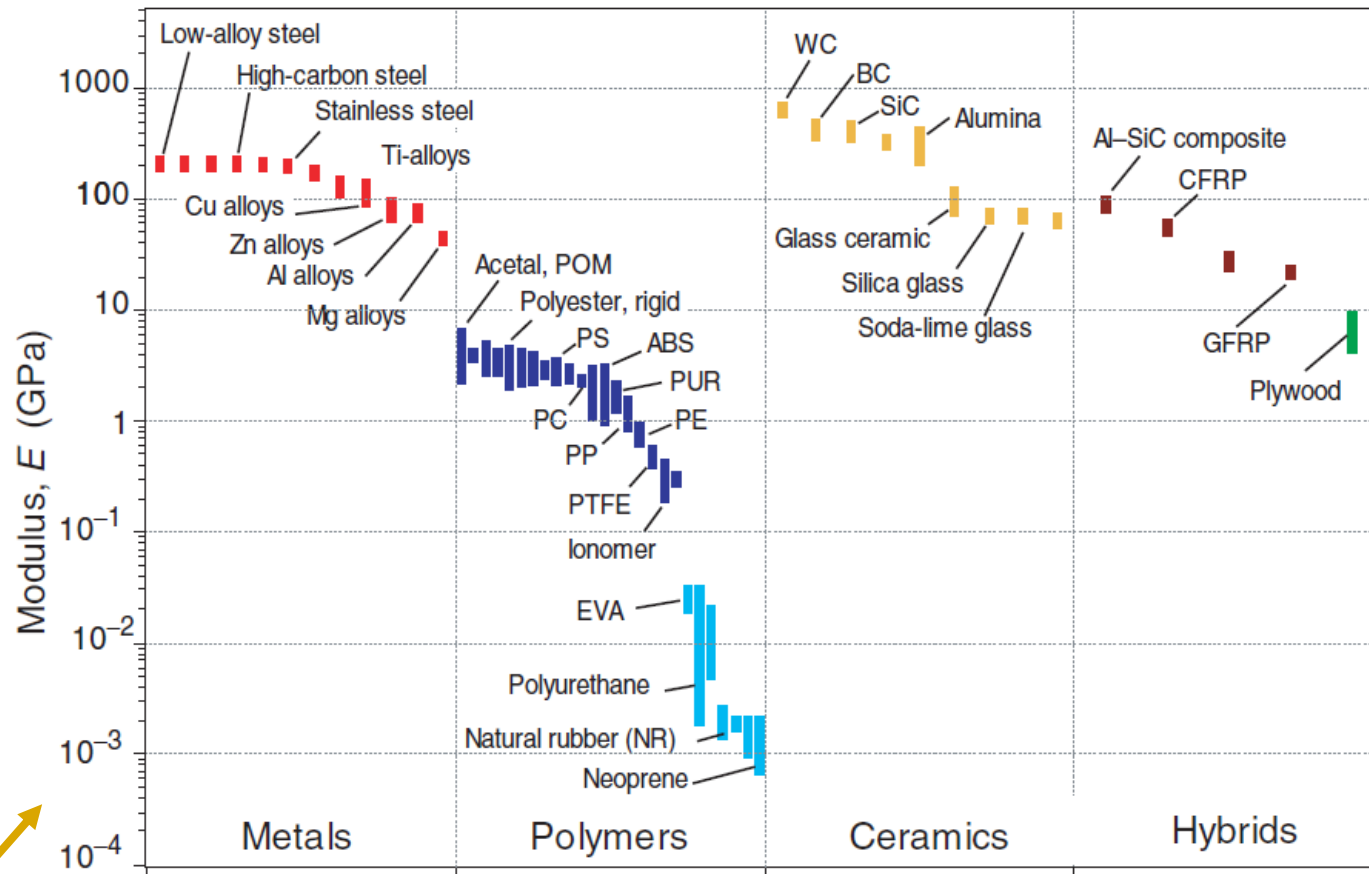 Modulus, E (GPa)
1000
100
10
1
10⁻¹
10⁻²
10⁻³
10⁻⁴
Low-alloy steel
High-carbon steel
Stainless steel
Ti-alloys
Cu alloys
Zn alloys
Al alloys
Mg alloys
Acetal, POM
Polyester, rigid
PS
ABS
PUR
PC
PE
PP
PTFE
Ionomer
EVA
Polyurethane
Natural rubber (NR)
Neoprene
WC
BC
SiC
Alumina
Glass ceramic
Silica glass
Soda-lime glass
Al–SiC composite
CFRP
GFRP
Plywood
Metals
Polymers
Ceramics
Hybrids